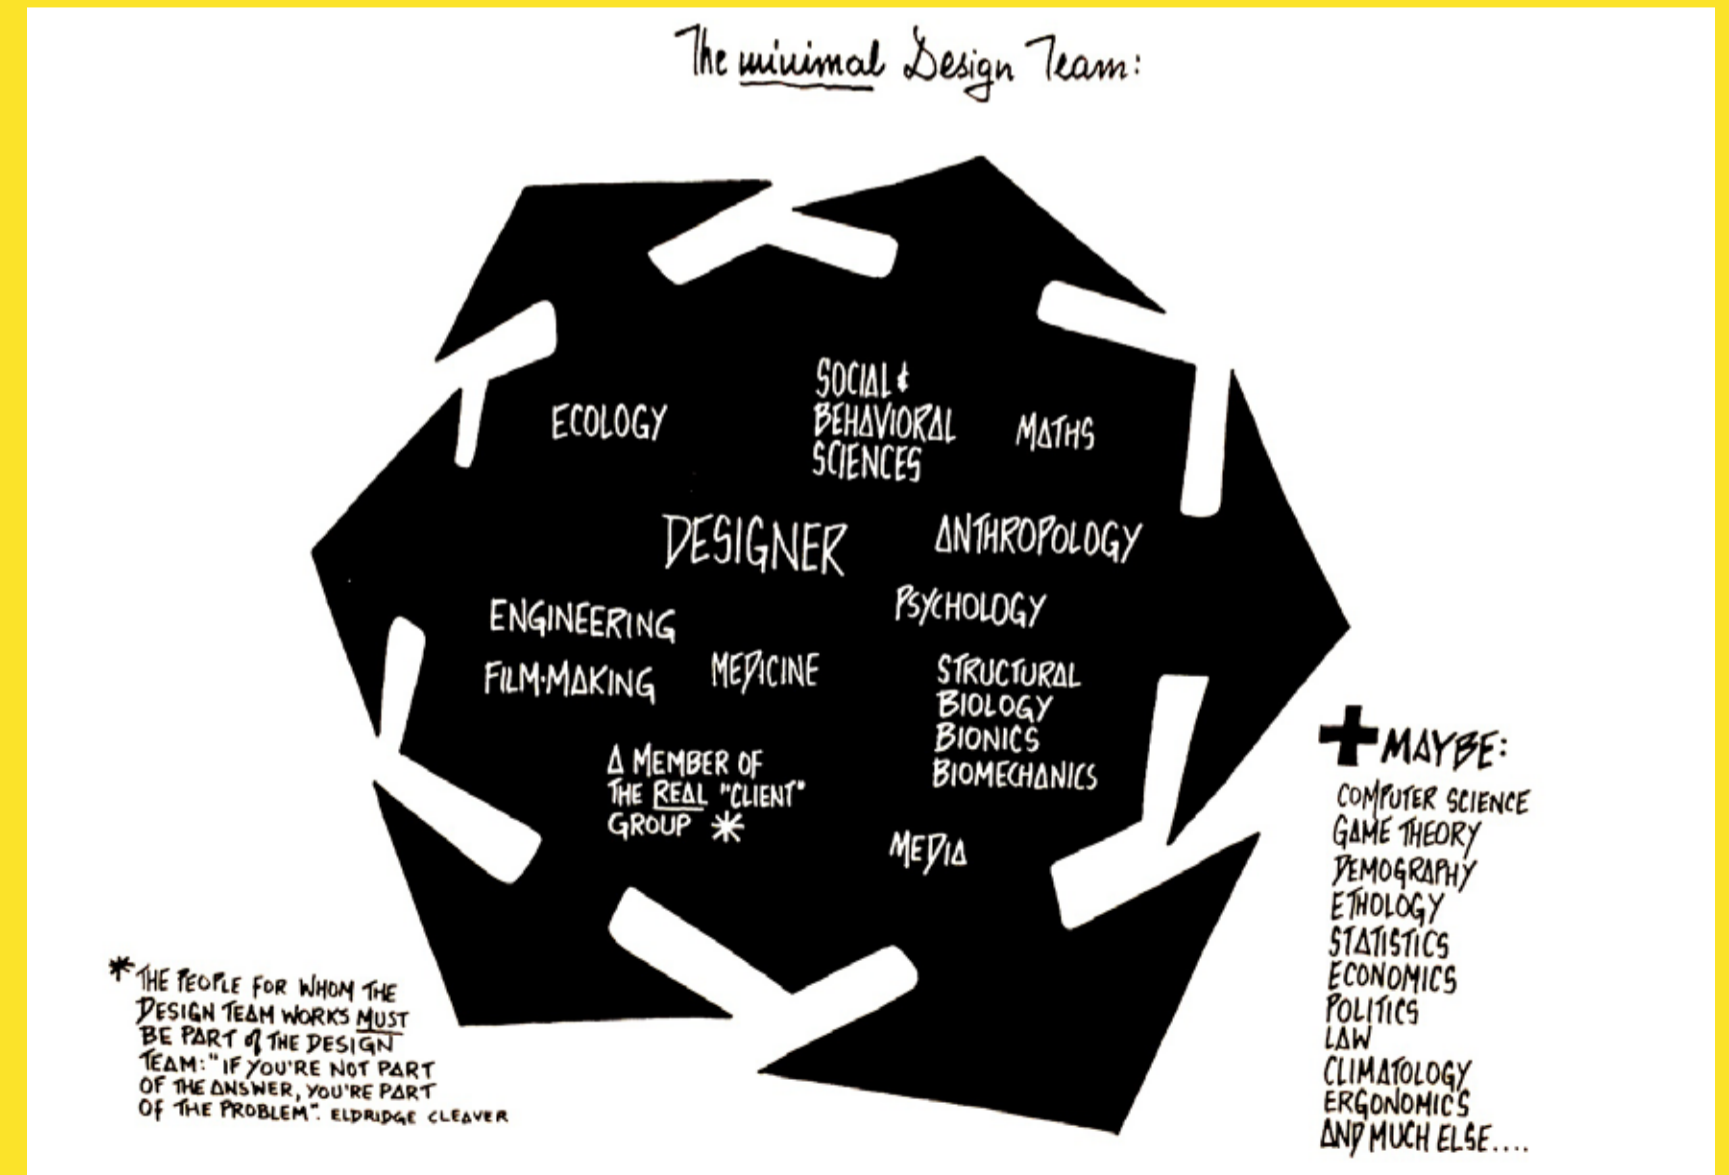 The minimal Design Team:
ECOLOGY
SOCIAL &
BEHAVIORAL
SCIENCES
MATHS
DESIGNER
ANTHROPOLOGY
ENGINEERING
PSYCHOLOGY
FILM·MAKING
MEDICINE
STRUCTURAL
BIOLOGY
BIONICS
BIOMECHANICS
A MEMBER OF
THE REAL "CLIENT"
GROUP *
MEDIA
+ MAYBE:
COMPUTER SCIENCE
GAME THEORY
DEMOGRAPHY
ETHOLOGY
STATISTICS
ECONOMICS
POLITICS
LAW
CLIMATOLOGY
ERGONOMICS
AND MUCH ELSE....
* THE PEOPLE FOR WHOM THE
DESIGN TEAM WORKS MUST
BE PART of THE DESIGN
TEAM: "IF YOU'RE NOT PART
OF THE ANSWER, YOU'RE PART
OF THE PROBLEM". ELDRIDGE CLEAVER